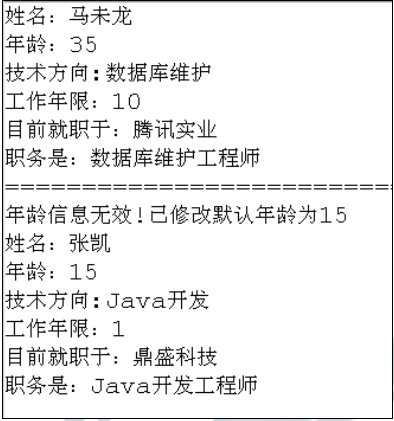 姓名：马未龙
年龄：35
技术方向:数据库维护
工作年限：10
目前就职于：腾讯实业
职务是：数据库维护工程师
=========================
年龄信息无效!已修改默认年龄为15
姓名：张凯
年龄：15
技术方向:Java开发
工作年限：1
目前就职于：鼎盛科技
职务是：Java开发工程师